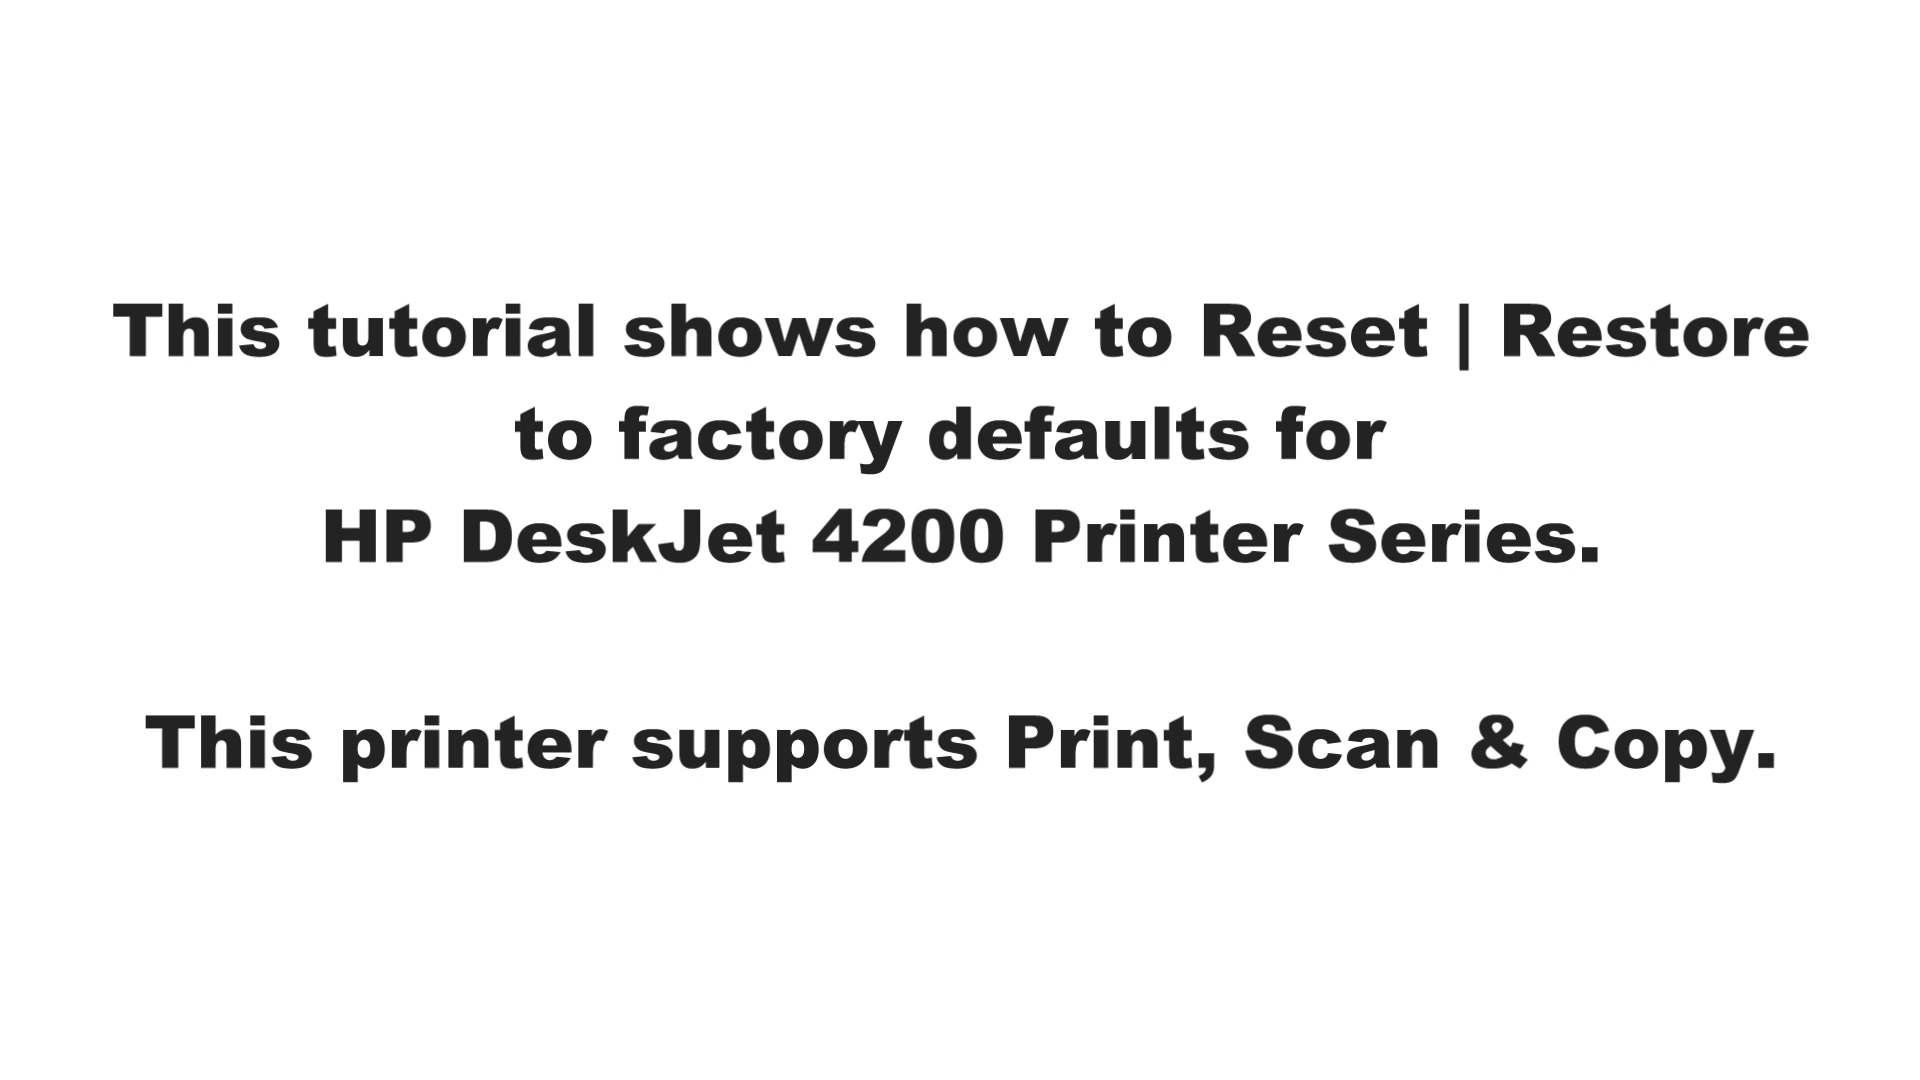 This tutorial shows how to Reset | Restore
to factory defaults for
HP DeskJet 4200 Printer Series.
This printer supports Print, Scan & Copy.